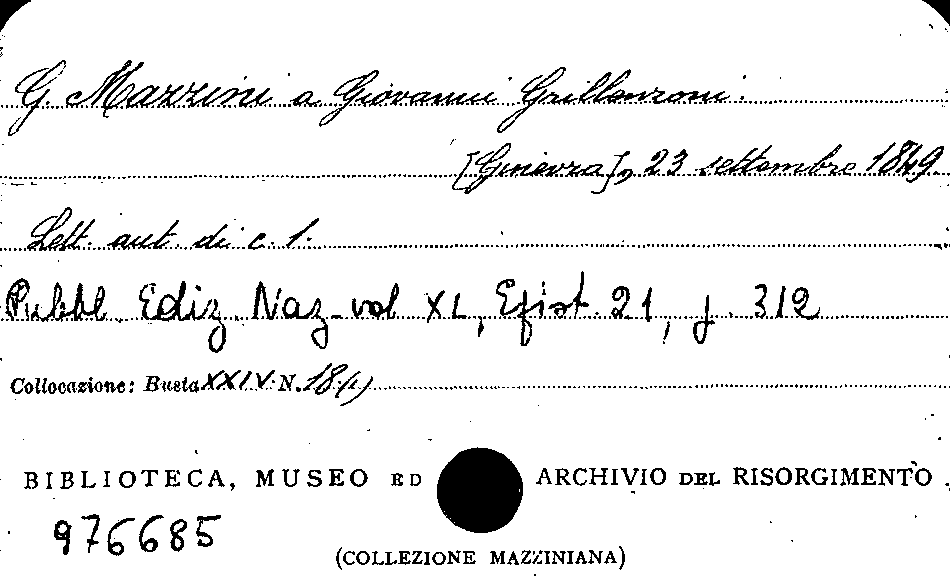 G. Mazzini a Giovanni Grillenzoni.
[Ginevra], 23 settembre 1849.
Lett. aut. di c. 1.
Pubbl. Ediz. Naz. vol XL, Epist. 21, p. 312
Collocazione: Busta XXIV N. 18(1)
BIBLIOTECA, MUSEO ED ARCHIVIO DEL RISORGIMENTO
976685
(COLLEZIONE MAZZINIANA)